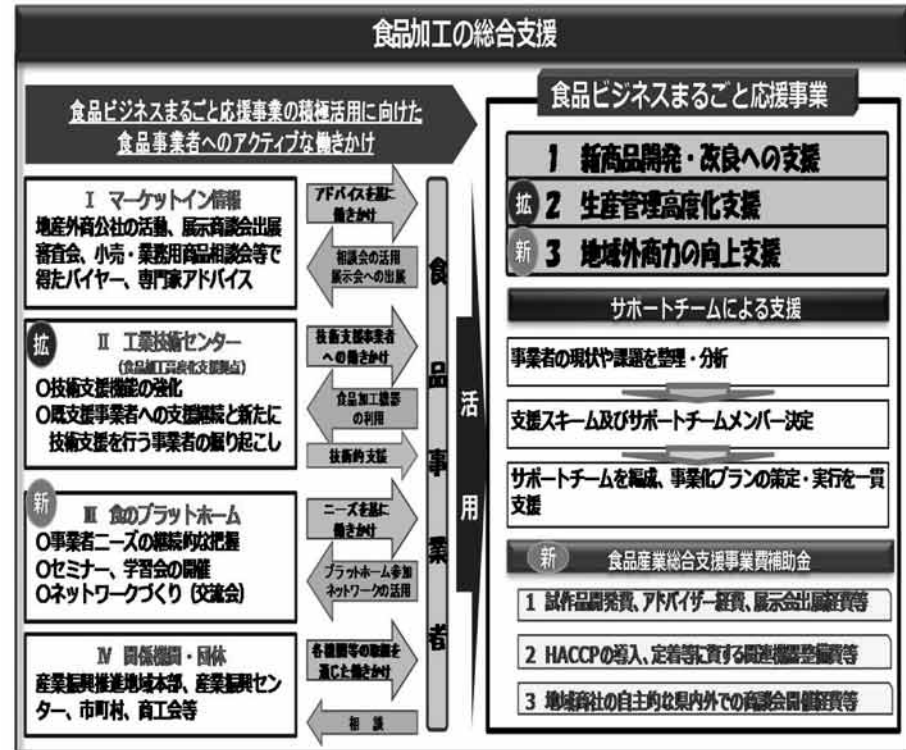 食品加工の総合支援
食品ビジネスまるごと応援事業の積極活用に向けた
食品事業者へのアクティブな働きかけ
Ⅰ マーケットイン情報
地産外商公社の活動、展示商談会出展
審査会、小売・業務用商品相談会等で
得たバイヤー、専門家アドバイス
アドバイスを基に
働きかけ
相談会の活用
展示会への出展
拡
Ⅱ 工業技術センター
(食品加工高度化支援拠点)
○技術支援機能の強化
○既支援事業者への支援継続と新たに
技術支援を行う事業者の掘り起こし
技術支援事業者
への働きかけ
食品加工機器
の利用
技術的支援
新
Ⅲ 食のプラットホーム
○事業者ニーズの継続的な把握
○セミナー、学習会の開催
○ネットワークづくり(交流会)
ニーズを基に
働きかけ
プラットホーム参加
ネットワークの活用
Ⅳ 関係機関・団体
産業振興推進地域本部、産業振興セン
ター、市町村、商工会等
各機関等の取組を
通じた働きかけ
相 談
食品事業者
活用
食品ビジネスまるごと応援事業
1 新商品開発・改良への支援
拡 2 生産管理高度化支援
新 3 地域外商力の向上支援
サポートチームによる支援
事業者の現状や課題を整理・分析
支援スキーム及びサポートチームメンバー決定
サポートチームを編成、事業化プランの策定・実行を一貫
支援
新 食品産業総合支援事業費補助金
1 試作品開発費、アドバイザー経費、展示会出展経費等
2 HACCPの導入、定着等に資する関連機器整備費等
3 地域商社の自主的な県内外での商談会開催経費等